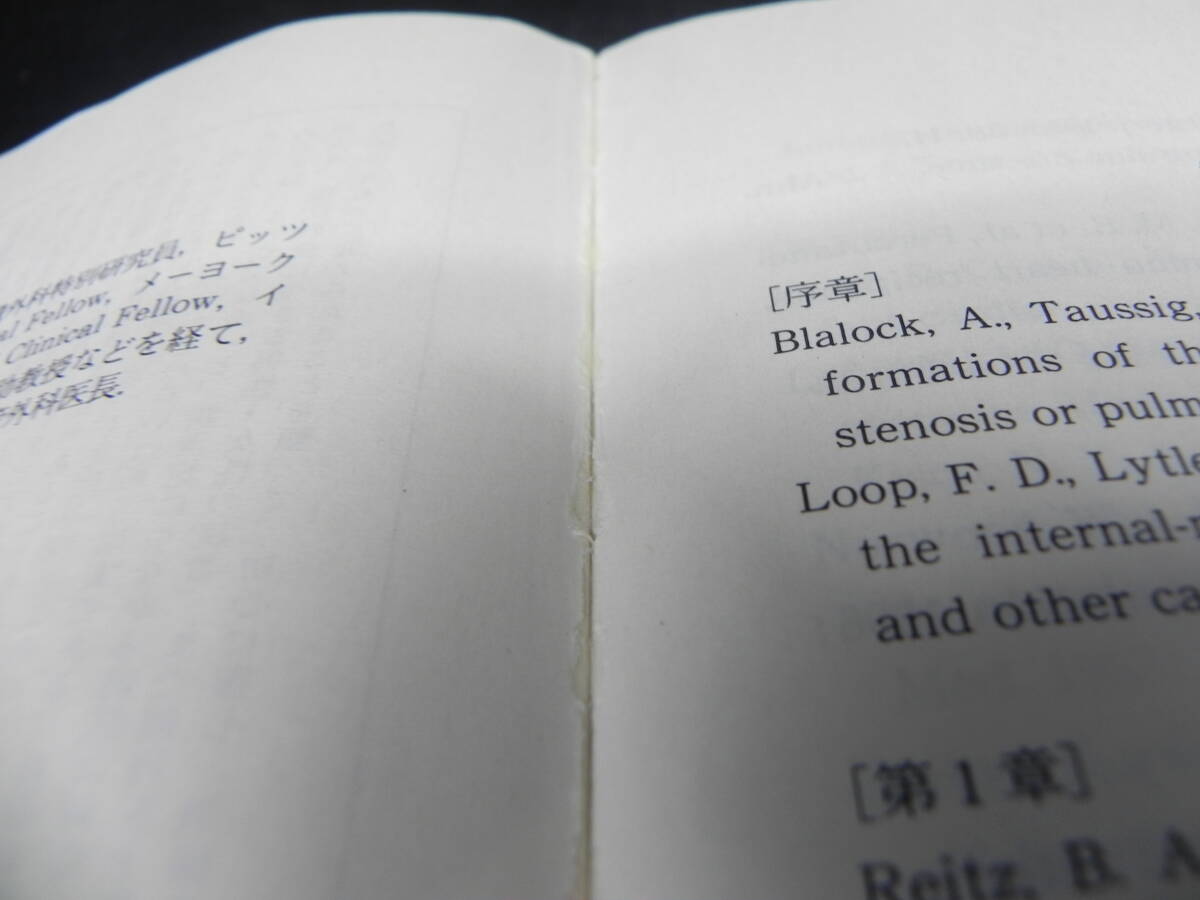 外科特別研究員，ピッツ
al Fellow, メーヨーク
Clinical Fellow, イ
助教授などを経て，
外科医長．
[序章]
Blalock, A., Taussig,
formations of th
stenosis or pulm
Loop, F. D., Lytle
the internal-
and other ca
[第1章]
Reitz, B. A